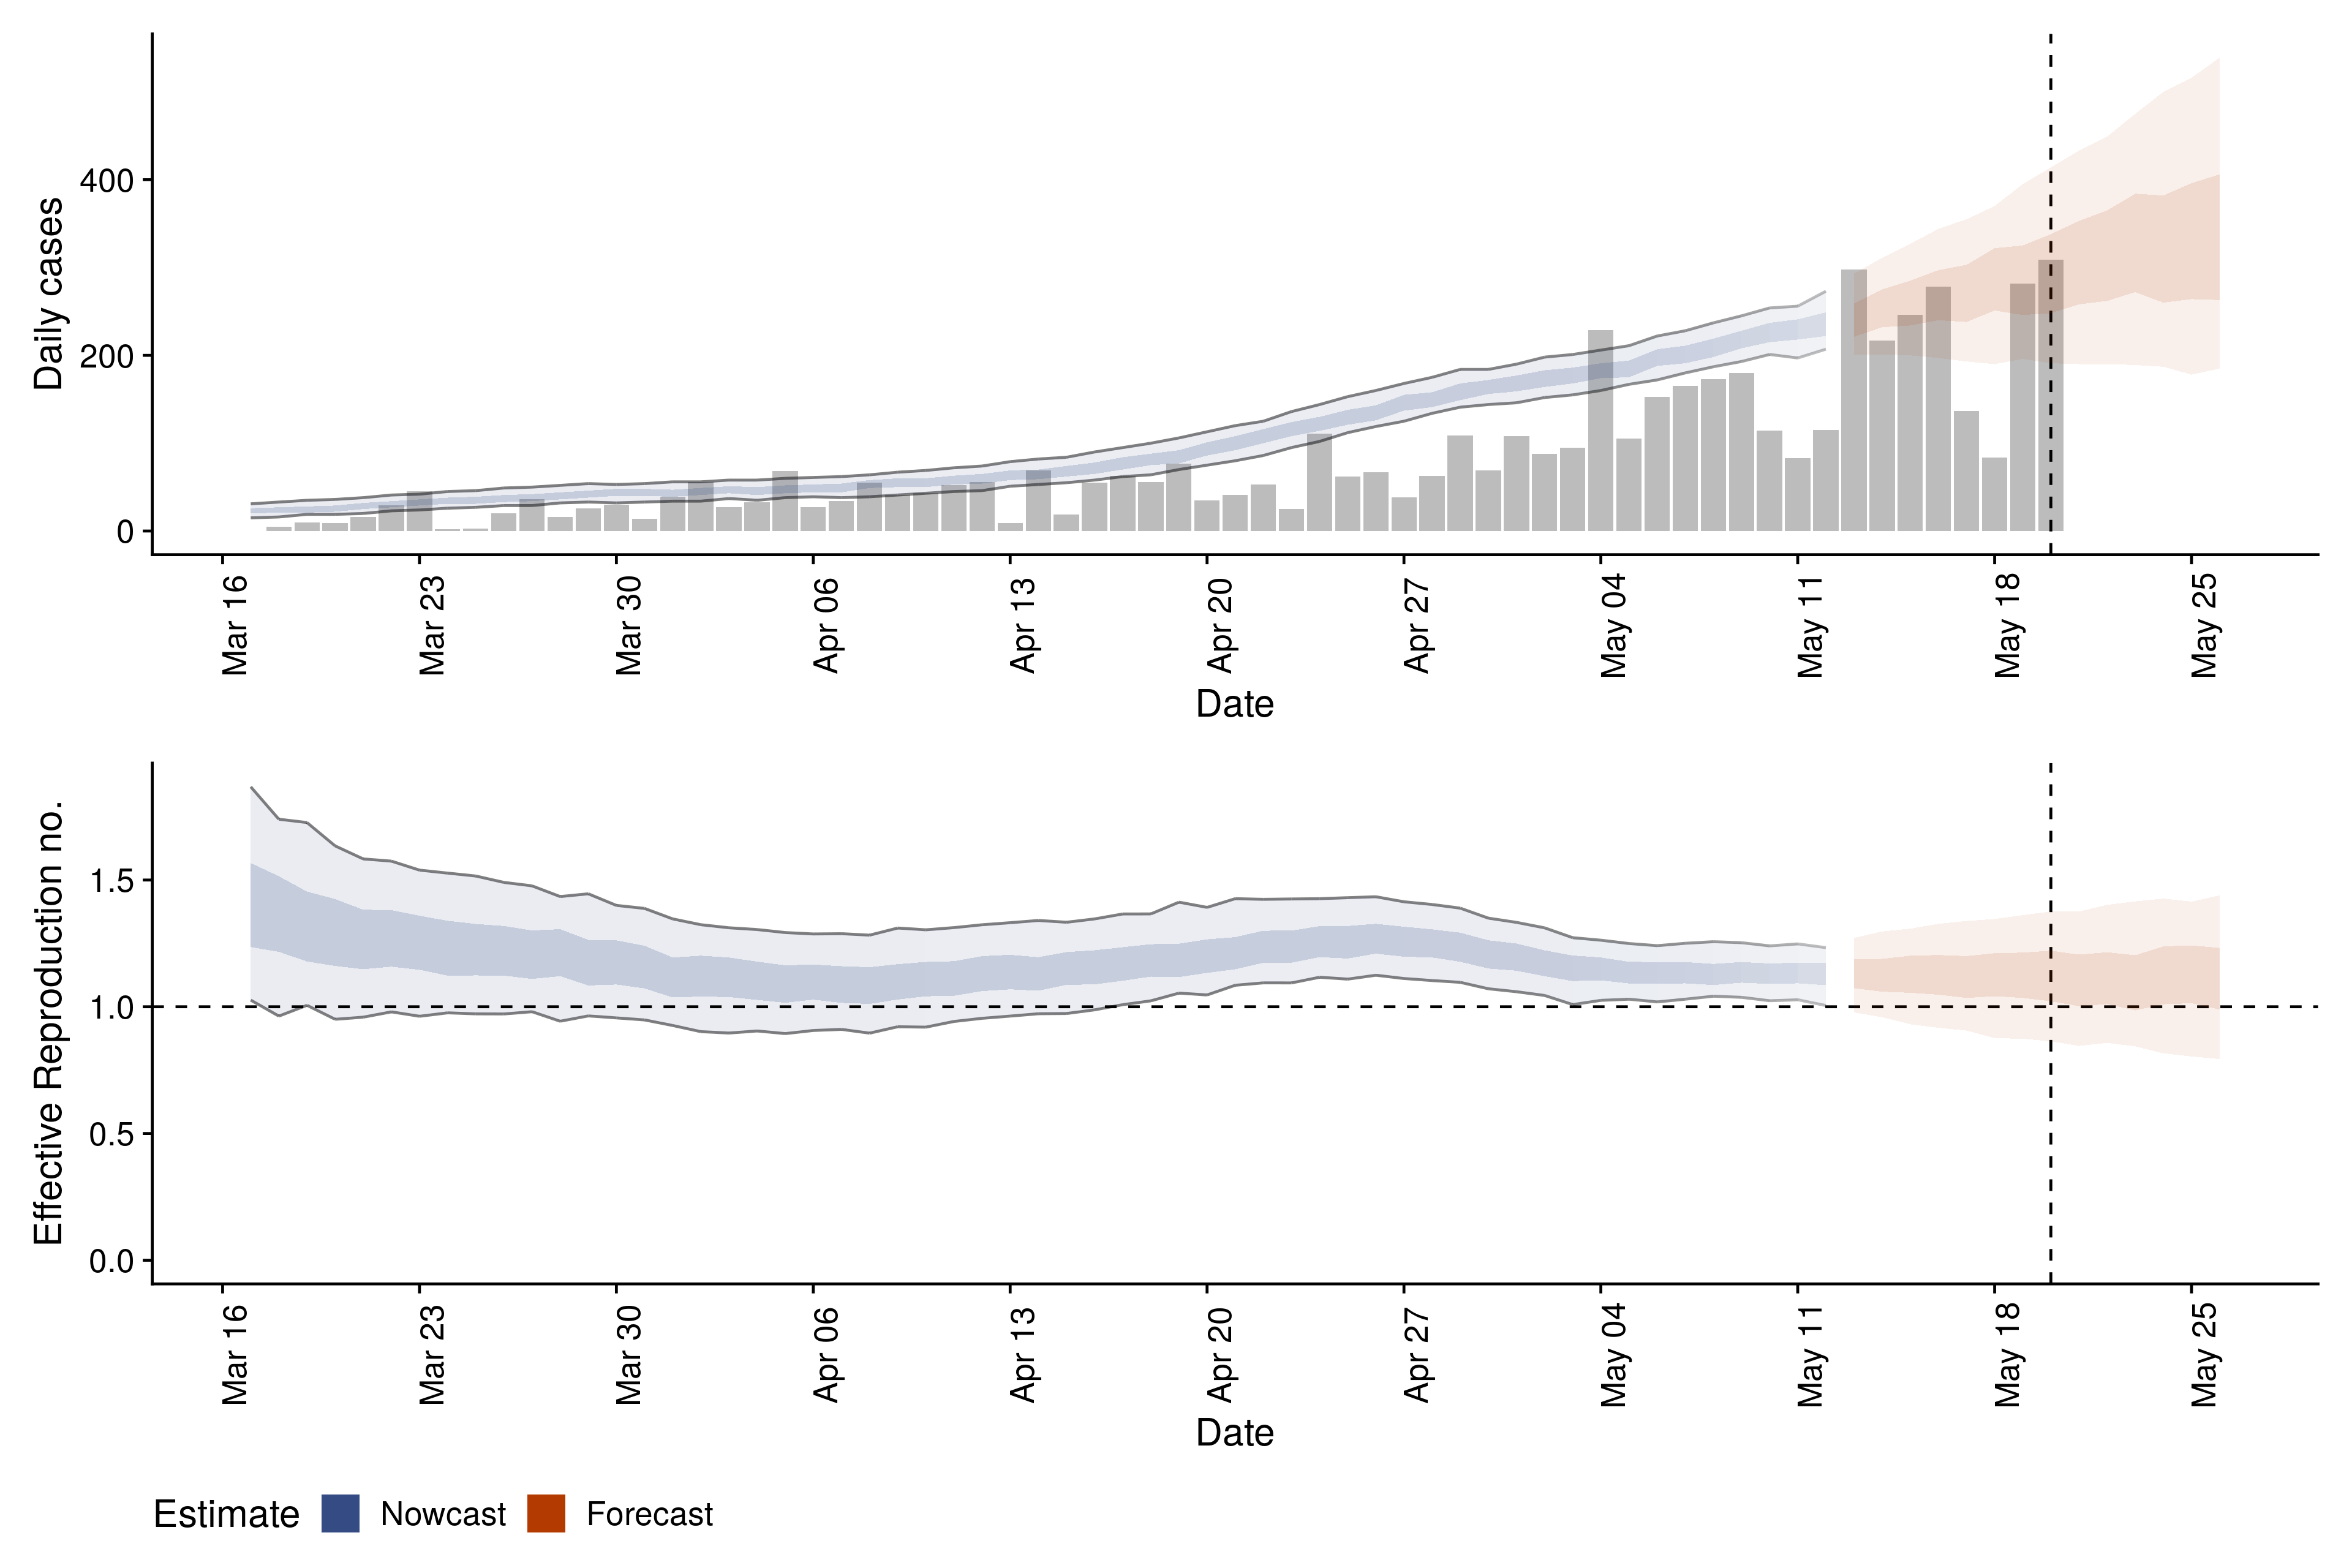 Daily cases
400
200
0
Mar 16
Mar 23
Mar 30
Apr 06
Apr 13
Apr 20
Apr 27
May 04
May 11
May 18
May 25
Date
Effective Reproduction no.
1.5
1.0
0.5
0.0
Mar 16
Mar 23
Mar 30
Apr 06
Apr 13
Apr 20
Apr 27
May 04
May 11
May 18
May 25
Date
Estimate Nowcast Forecast